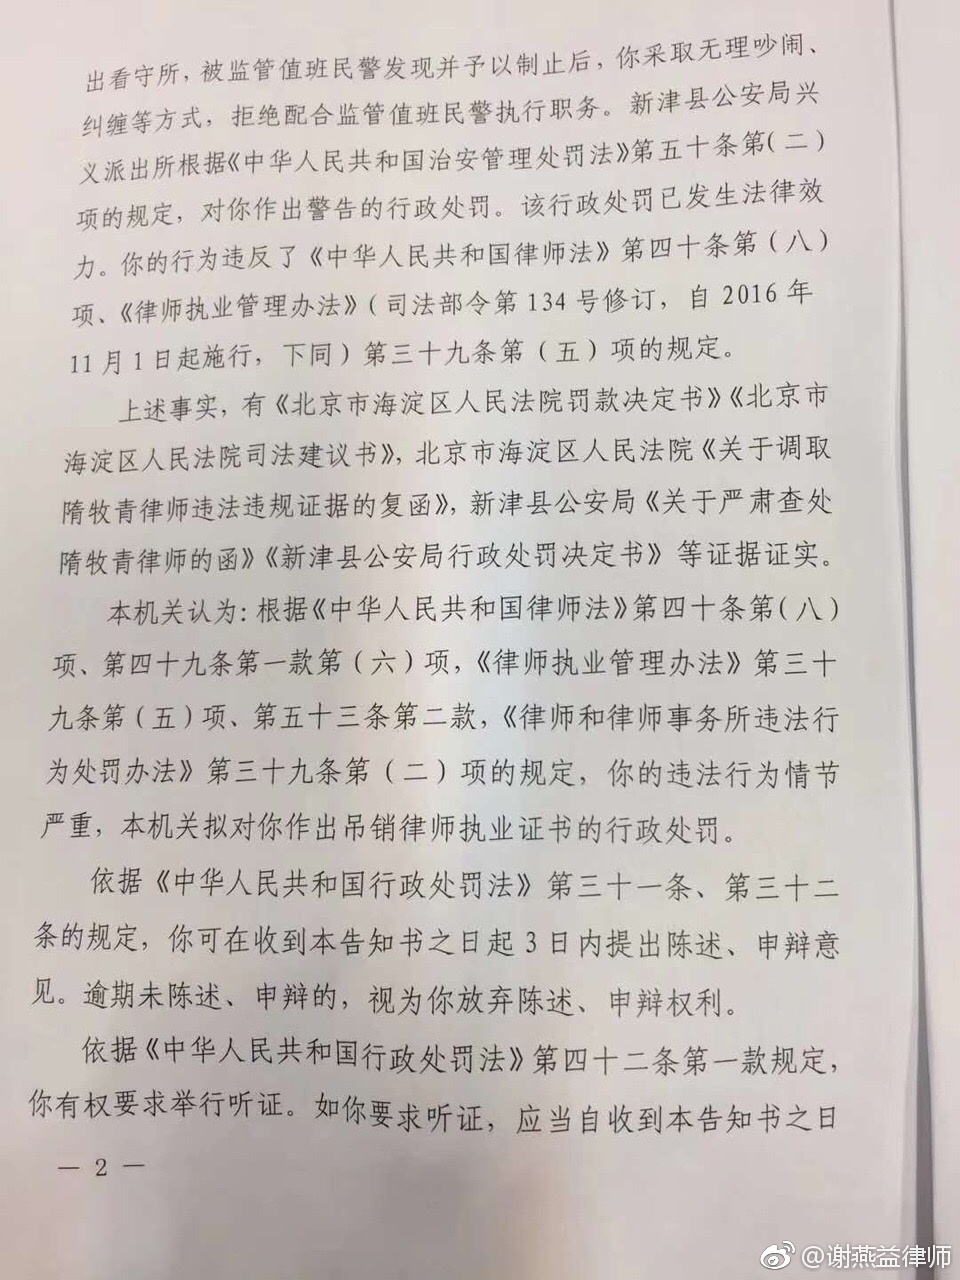 出看守所，被监管值班民警发现并予以制止后，你采取无理吵闹、
纠缠等方式，拒绝配合监管值班民警执行职务。新津县公安局兴
义派出所根据《中华人民共和国治安管理处罚法》第五十条第(二)
项的规定，对你作出警告的行政处罚。该行政处罚已发生法律效
力。你的行为违反了《中华人民共和国律师法》第四十条第（八）
项、《律师执业管理办法》（司法部令第 134 号修订，自 2016 年
11 月 1 日起施行，下同）第三十九条第（五）项的规定。
上述事实，有《北京市海淀区人民法院罚款决定书》《北京市
海淀区人民法院司法建议书》，北京市海淀区人民法院《关于调取
隋牧青律师违法违规证据的复函》，新津县公安局《关于严肃查处
隋牧青律师的函》《新津县公安局行政处罚决定书》等证据证实。
本机关认为：根据《中华人民共和国律师法》第四十条第（八）
项、第四十九条第一款第（六）项，《律师执业管理办法》第三十
九条第（五）项、第五十三条第二款，《律师和律师事务所违法行
为处罚办法》第三十九条第（二）项的规定，你的违法行为情节
严重，本机关拟对你作出吊销律师执业证书的行政处罚。
依据《中华人民共和国行政处罚法》第三十一条、第三十二
条的规定，你可在收到本告知书之日起 3 日内提出陈述、申辩意
见。逾期未陈述、申辩的，视为你放弃陈述、申辩权利。
依据《中华人民共和国行政处罚法》第四十二条第一款规定，
你有权要求举行听证。如你要求听证，应当自收到本告知书之日
— 2 —
@谢燕益律师